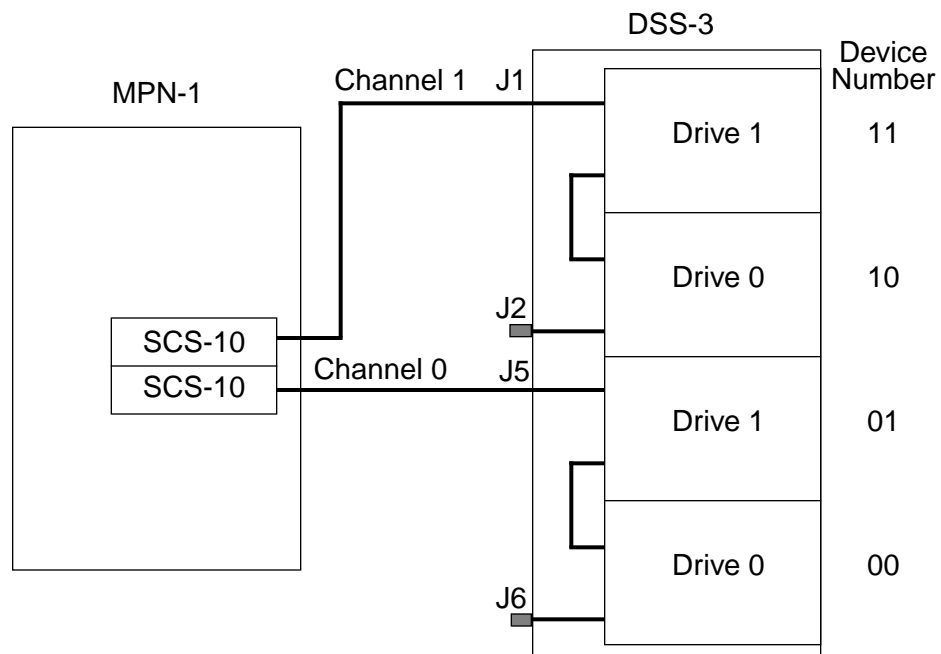 DSS-3
Device
Number
MPN-1
Channel 1
J1
Drive 1
11
Drive 0
10
J2
SCS-10
SCS-10
Channel 0
J5
Drive 1
01
Drive 0
00
J6